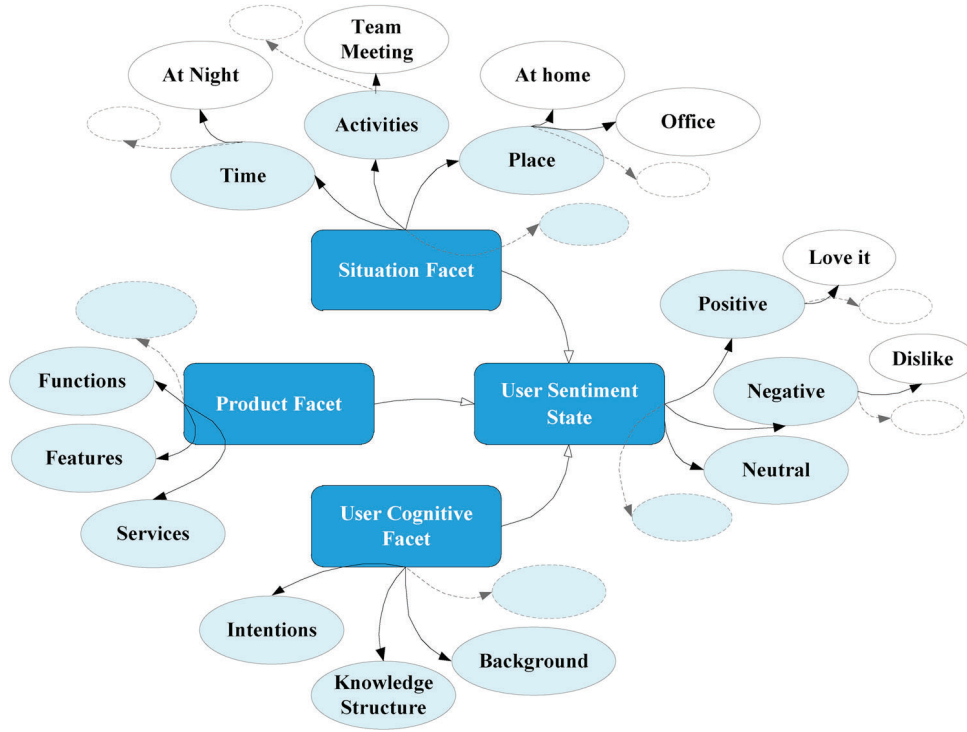 Team
Meeting
At Night
At home
Activities
Office
Place
Time
Situation Facet
Love it
Positive
Dislike
Functions
Product Facet
User Sentiment
State
Negative
Features
Neutral
Services
User Cognitive
Facet
Intentions
Background
Knowledge
Structure